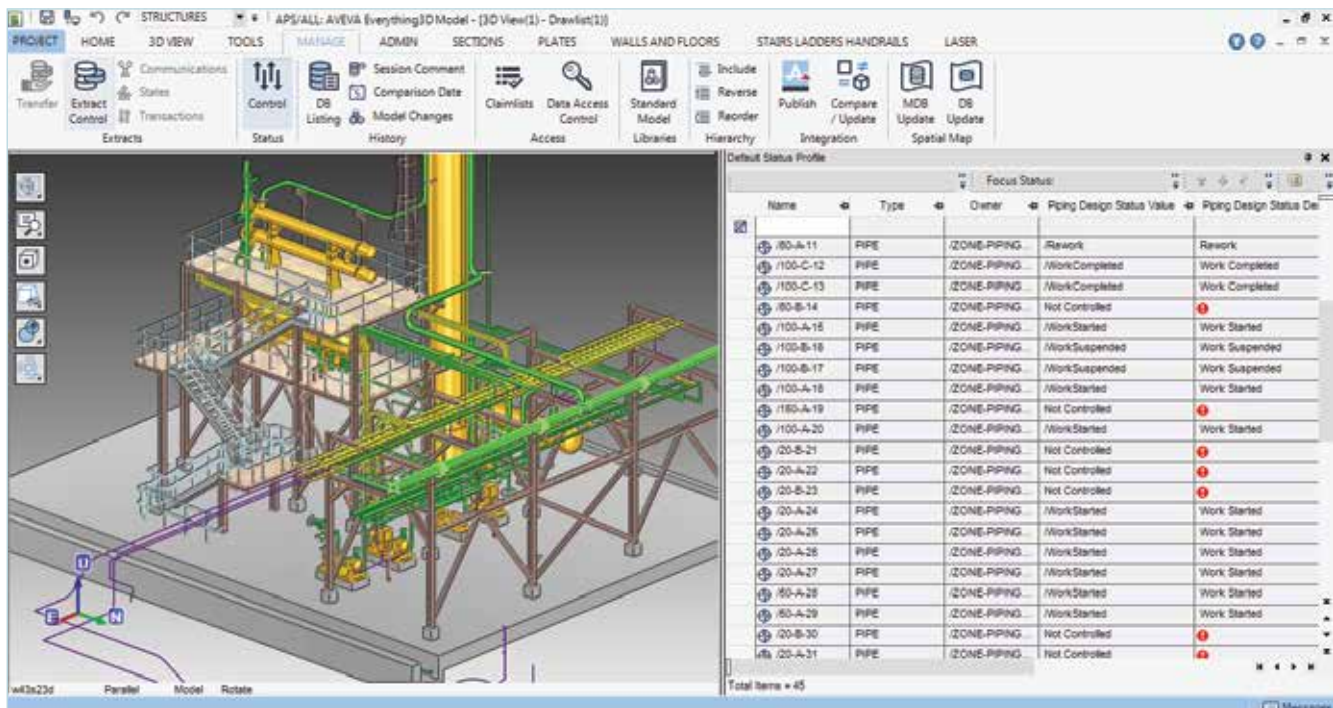 STRUCTURES APS/ALL: AVEVA Everything3D Model - [3D View(1) - Drawlist(1)]
PROJECT HOME 3D VIEW TOOLS MANAGE ADMIN SECTIONS PLATES WALLS AND FLOORS STAIRS LADDERS HANDRAILS LASER
Transfer Extract Control Communications States Transactions Control DB Listing Session Comment Comparison Date Model Changes Claimlists Data Access Control Standard Model Include Reverse Reorder Publish Compare / Update MDB Update DB Update
Extracts Status History Access Libraries Hierarchy Integration Spatial Map
Default Status Profile
Focus Status:
Name Type Owner Piping Design Status Value Piping Design Status De
/80-A-11 PIPE /ZONE-PIPING... /Rework Rework
/100-C-12 PIPE /ZONE-PIPING... /WorkCompleted Work Completed
/100-C-13 PIPE /ZONE-PIPING... /WorkCompleted Work Completed
/80-B-14 PIPE /ZONE-PIPING... Not Controlled
/100-A-15 PIPE /ZONE-PIPING... /WorkStarted Work Started
/100-B-16 PIPE /ZONE-PIPING... /WorkSuspended Work Suspended
/100-B-17 PIPE /ZONE-PIPING... /WorkSuspended Work Suspended
/100-A-18 PIPE /ZONE-PIPING... /WorkStarted Work Started
/150-A-19 PIPE /ZONE-PIPING... Not Controlled
/100-A-20 PIPE /ZONE-PIPING... /WorkStarted Work Started
/20-B-21 PIPE /ZONE-PIPING... Not Controlled
/20-A-22 PIPE /ZONE-PIPING... Not Controlled
/20-B-23 PIPE /ZONE-PIPING... Not Controlled
/20-A-24 PIPE /ZONE-PIPING... /WorkStarted Work Started
/20-A-25 PIPE /ZONE-PIPING... /WorkStarted Work Started
/20-A-26 PIPE /ZONE-PIPING... /WorkStarted Work Started
/20-A-27 PIPE /ZONE-PIPING... /WorkStarted Work Started
/50-A-28 PIPE /ZONE-PIPING... /WorkStarted Work Started
/50-A-29 PIPE /ZONE-PIPING... /WorkStarted Work Started
/20-B-30 PIPE /ZONE-PIPING... Not Controlled
/20-A-31 PIPE /ZONE-PIPING... Not Controlled
U
E N
w43s23d Parallel Model Rotate
Total Items = 45
Messages